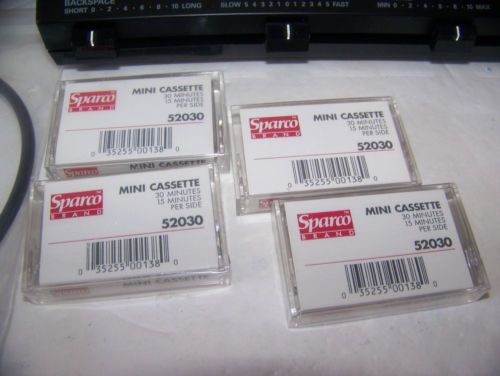 BACKSPACE
SHORT 0 - 2 - 4 - 6 - 8 - 10 LONG
SLOW 5 4 3 2 1 0 1 2 3 4 5 FAST
MIN 0 - 2 - 4 - 6 - 8 - 10 MAX
Sparco™
BRAND
MINI CASSETTE
30 MINUTES
15 MINUTES
PER SIDE
52030
0 35255 00138 0
Sparco™
BRAND
MINI CASSETTE
30 MINUTES
15 MINUTES
PER SIDE
52030
0 35255 00138 0
Sparco™
BRAND
MINI CASSETTE
30 MINUTES
15 MINUTES
PER SIDE
52030
0 35255 00138 0
Sparco™
BRAND
MINI CASSETTE
30 MINUTES
15 MINUTES
PER SIDE
52030
0 35255 00138 0